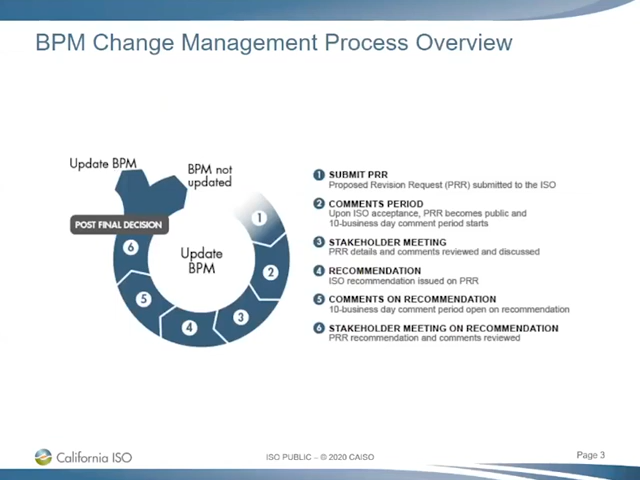 BPM Change Management Process Overview
Update BPM
BPM not
updated
POST FINAL DECISION
Update
BPM
1
2
3
4
5
6
1 SUBMIT PRR
Proposed Revision Request (PRR) submitted to the ISO
2 COMMENTS PERIOD
Upon ISO acceptance, PRR becomes public and
10-business day comment period starts
3 STAKEHOLDER MEETING
PRR details and comments reviewed and discussed
4 RECOMMENDATION
ISO recommendation issued on PRR
5 COMMENTS ON RECOMMENDATION
10-business day comment period open on recommendation
6 STAKEHOLDER MEETING ON RECOMMENDATION
PRR recommendation and comments reviewed
California ISO
ISO PUBLIC – © 2020 CAISO
Page 3